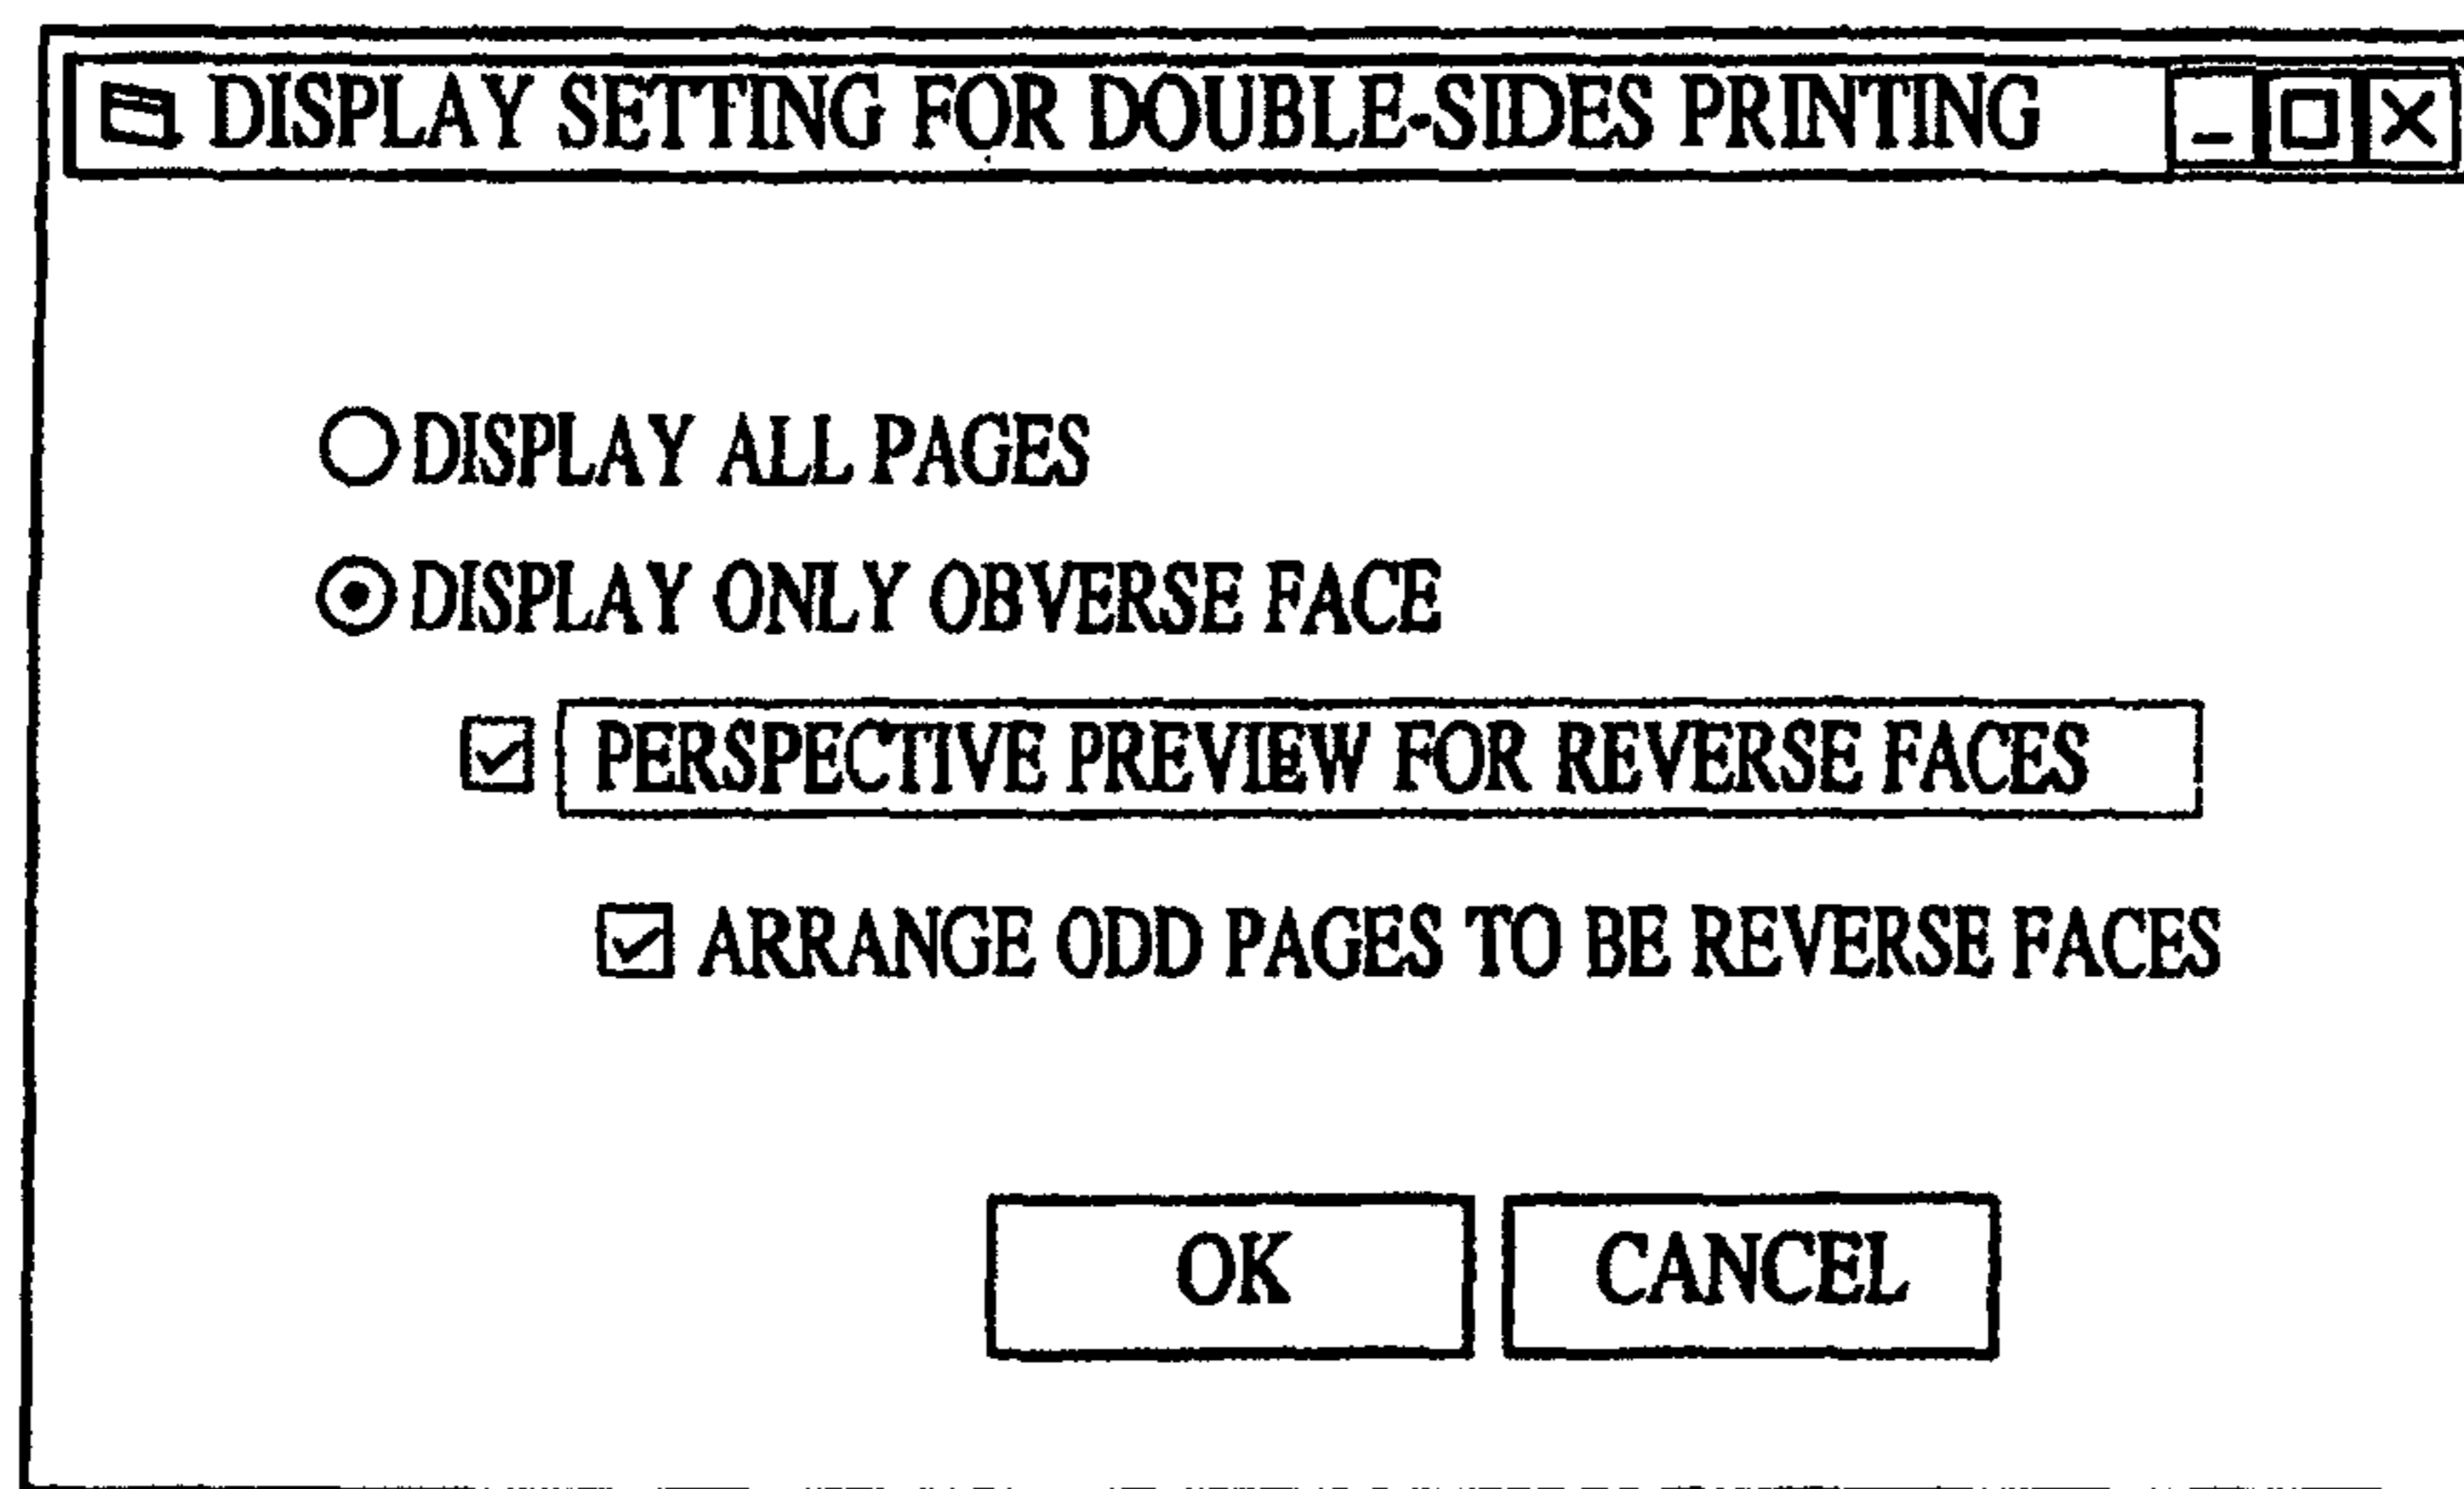 DISPLAY SETTING FOR DOUBLE-SIDES PRINTING
DISPLAY ALL PAGES
DISPLAY ONLY OBVERSE FACE
PERSPECTIVE PREVIEW FOR REVERSE FACES
ARRANGE ODD PAGES TO BE REVERSE FACES
OK CANCEL